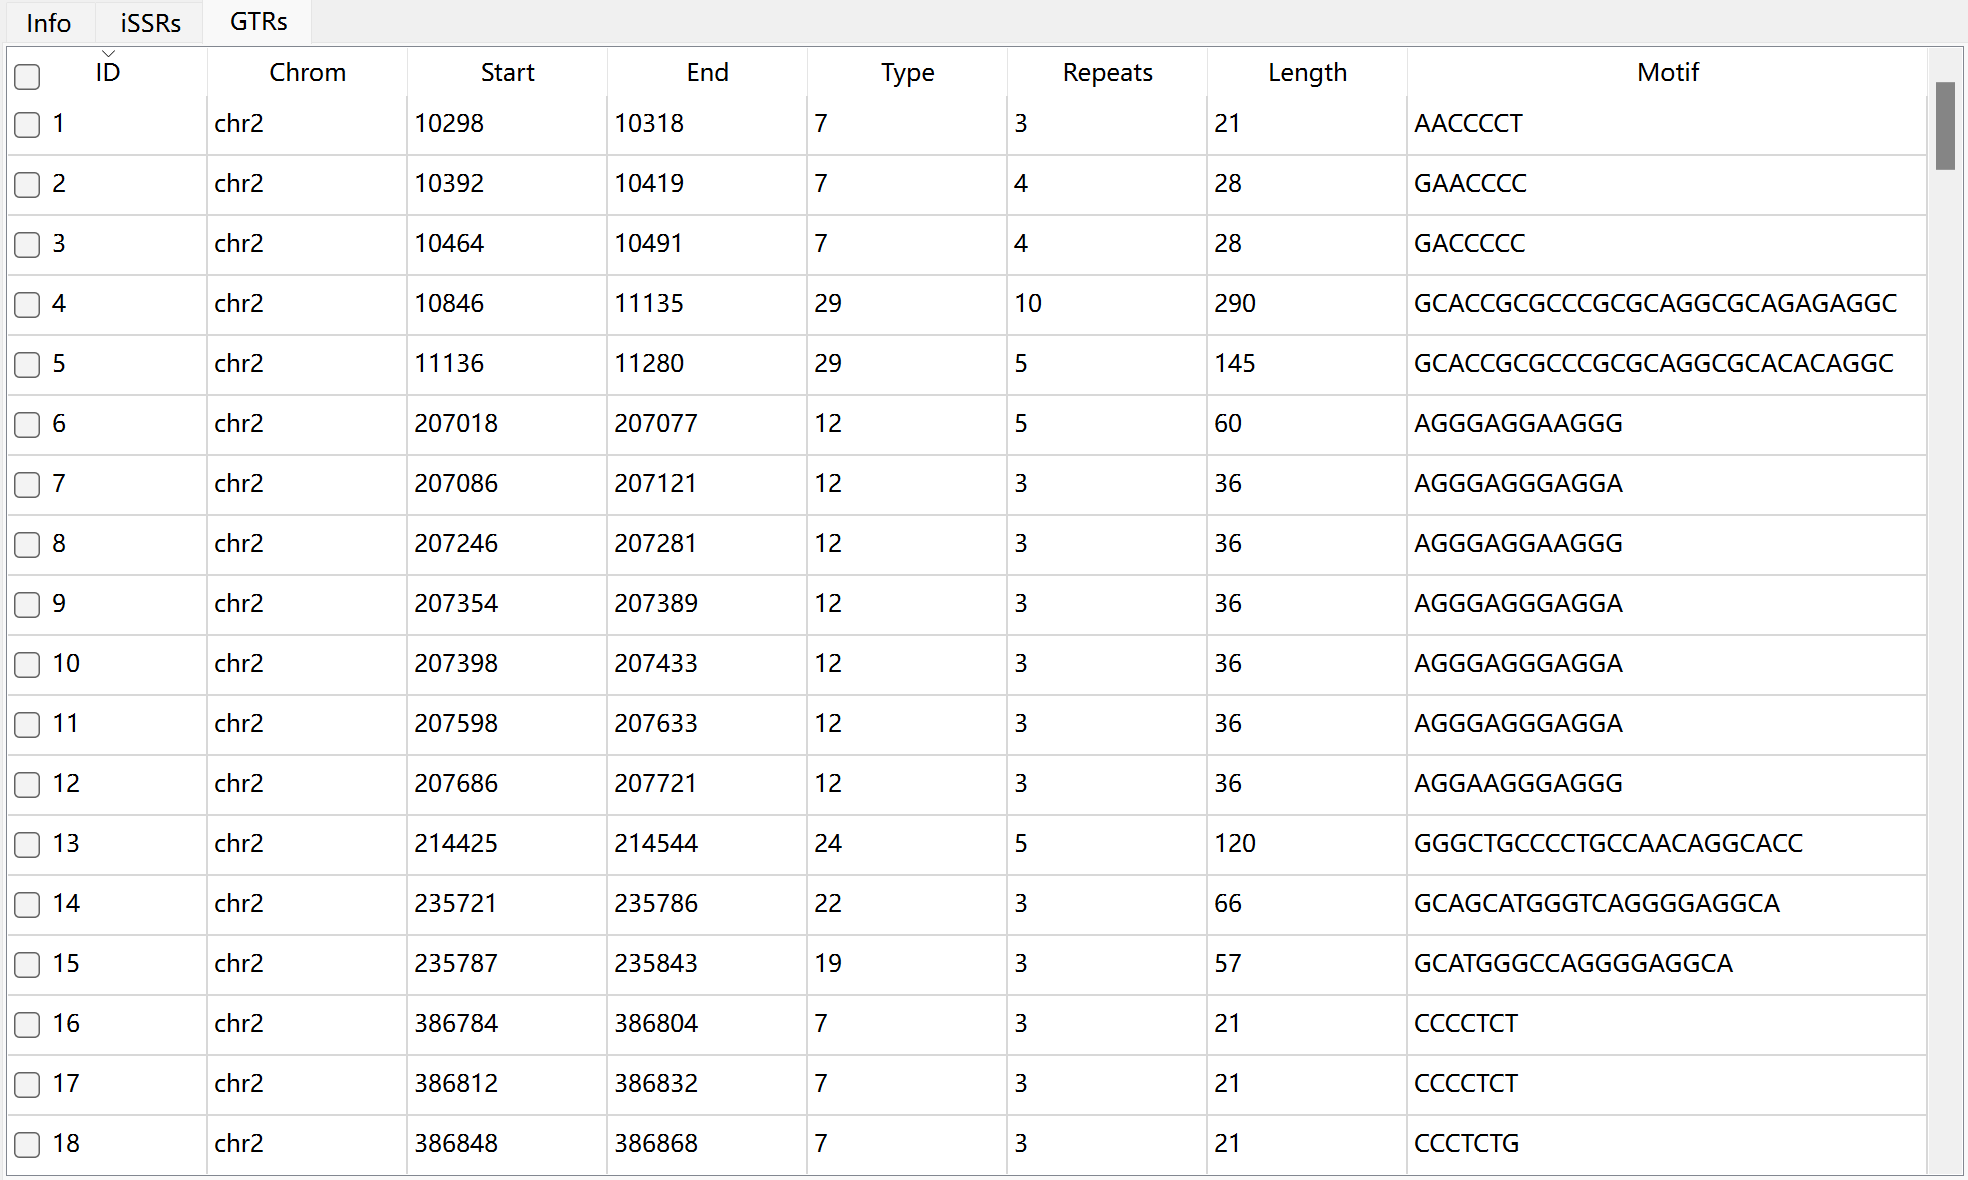 Info iSSRs GTRs
ID Chrom Start End Type Repeats Length Motif
1 chr2 10298 10318 7 3 21 AACCCCT
2 chr2 10392 10419 7 4 28 GAACCCC
3 chr2 10464 10491 7 4 28 GACCCCC
4 chr2 10846 11135 29 10 290 GCACCGCGCCCGCGCAGGCGCAGAGAGGC
5 chr2 11136 11280 29 5 145 GCACCGCGCCCGCGCAGGCGCACACAGGC
6 chr2 207018 207077 12 5 60 AGGGAGGAAGGG
7 chr2 207086 207121 12 3 36 AGGGAGGGAGGA
8 chr2 207246 207281 12 3 36 AGGGAGGAAGGG
9 chr2 207354 207389 12 3 36 AGGGAGGGAGGA
10 chr2 207398 207433 12 3 36 AGGGAGGGAGGA
11 chr2 207598 207633 12 3 36 AGGGAGGGAGGA
12 chr2 207686 207721 12 3 36 AGGAAGGGAGGG
13 chr2 214425 214544 24 5 120 GGGCTGCCCCTGCCAACAGGCACC
14 chr2 235721 235786 22 3 66 GCAGCATGGGTCAGGGGAGGCA
15 chr2 235787 235843 19 3 57 GCATGGGCCAGGGGAGGCA
16 chr2 386784 386804 7 3 21 CCCCTCT
17 chr2 386812 386832 7 3 21 CCCCTCT
18 chr2 386848 386868 7 3 21 CCCTCTG